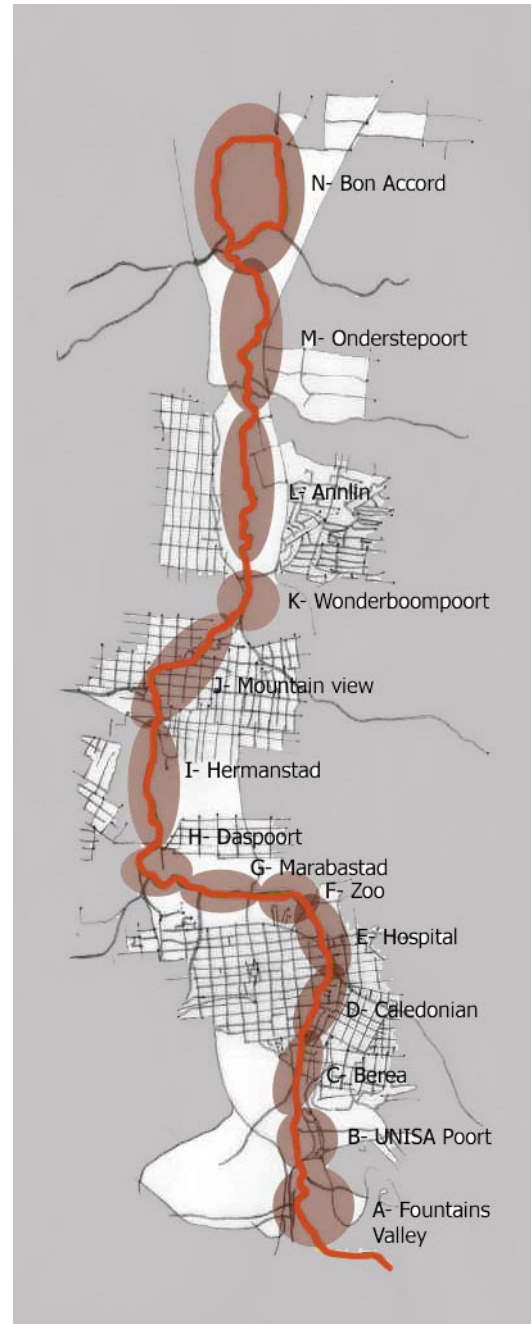 N- Bon Accord
M- Onderstepoort
L- Annlin
K- Wonderboompoort
J- Mountain view
I- Hermanstad
H- Daspoort
G- Marabastad
F- Zoo
E- Hospital
D- Caledonian
C- Berea
B- UNISA Poort
A- Fountains
Valley